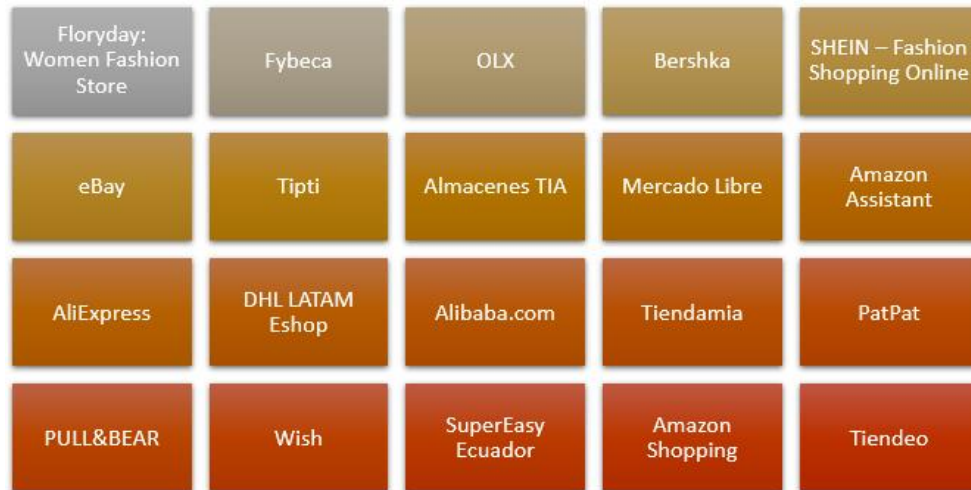 Floryday:
Women Fashion
Store
Fybeca
OLX
Bershka
SHEIN – Fashion
Shopping Online
eBay
Tipti
Almacenes TIA
Mercado Libre
Amazon
Assistant
AliExpress
DHL LATAM
Eshop
Alibaba.com
Tiendamia
PatPat
PULL&BEAR
Wish
SuperEasy
Ecuador
Amazon
Shopping
Tiendeo